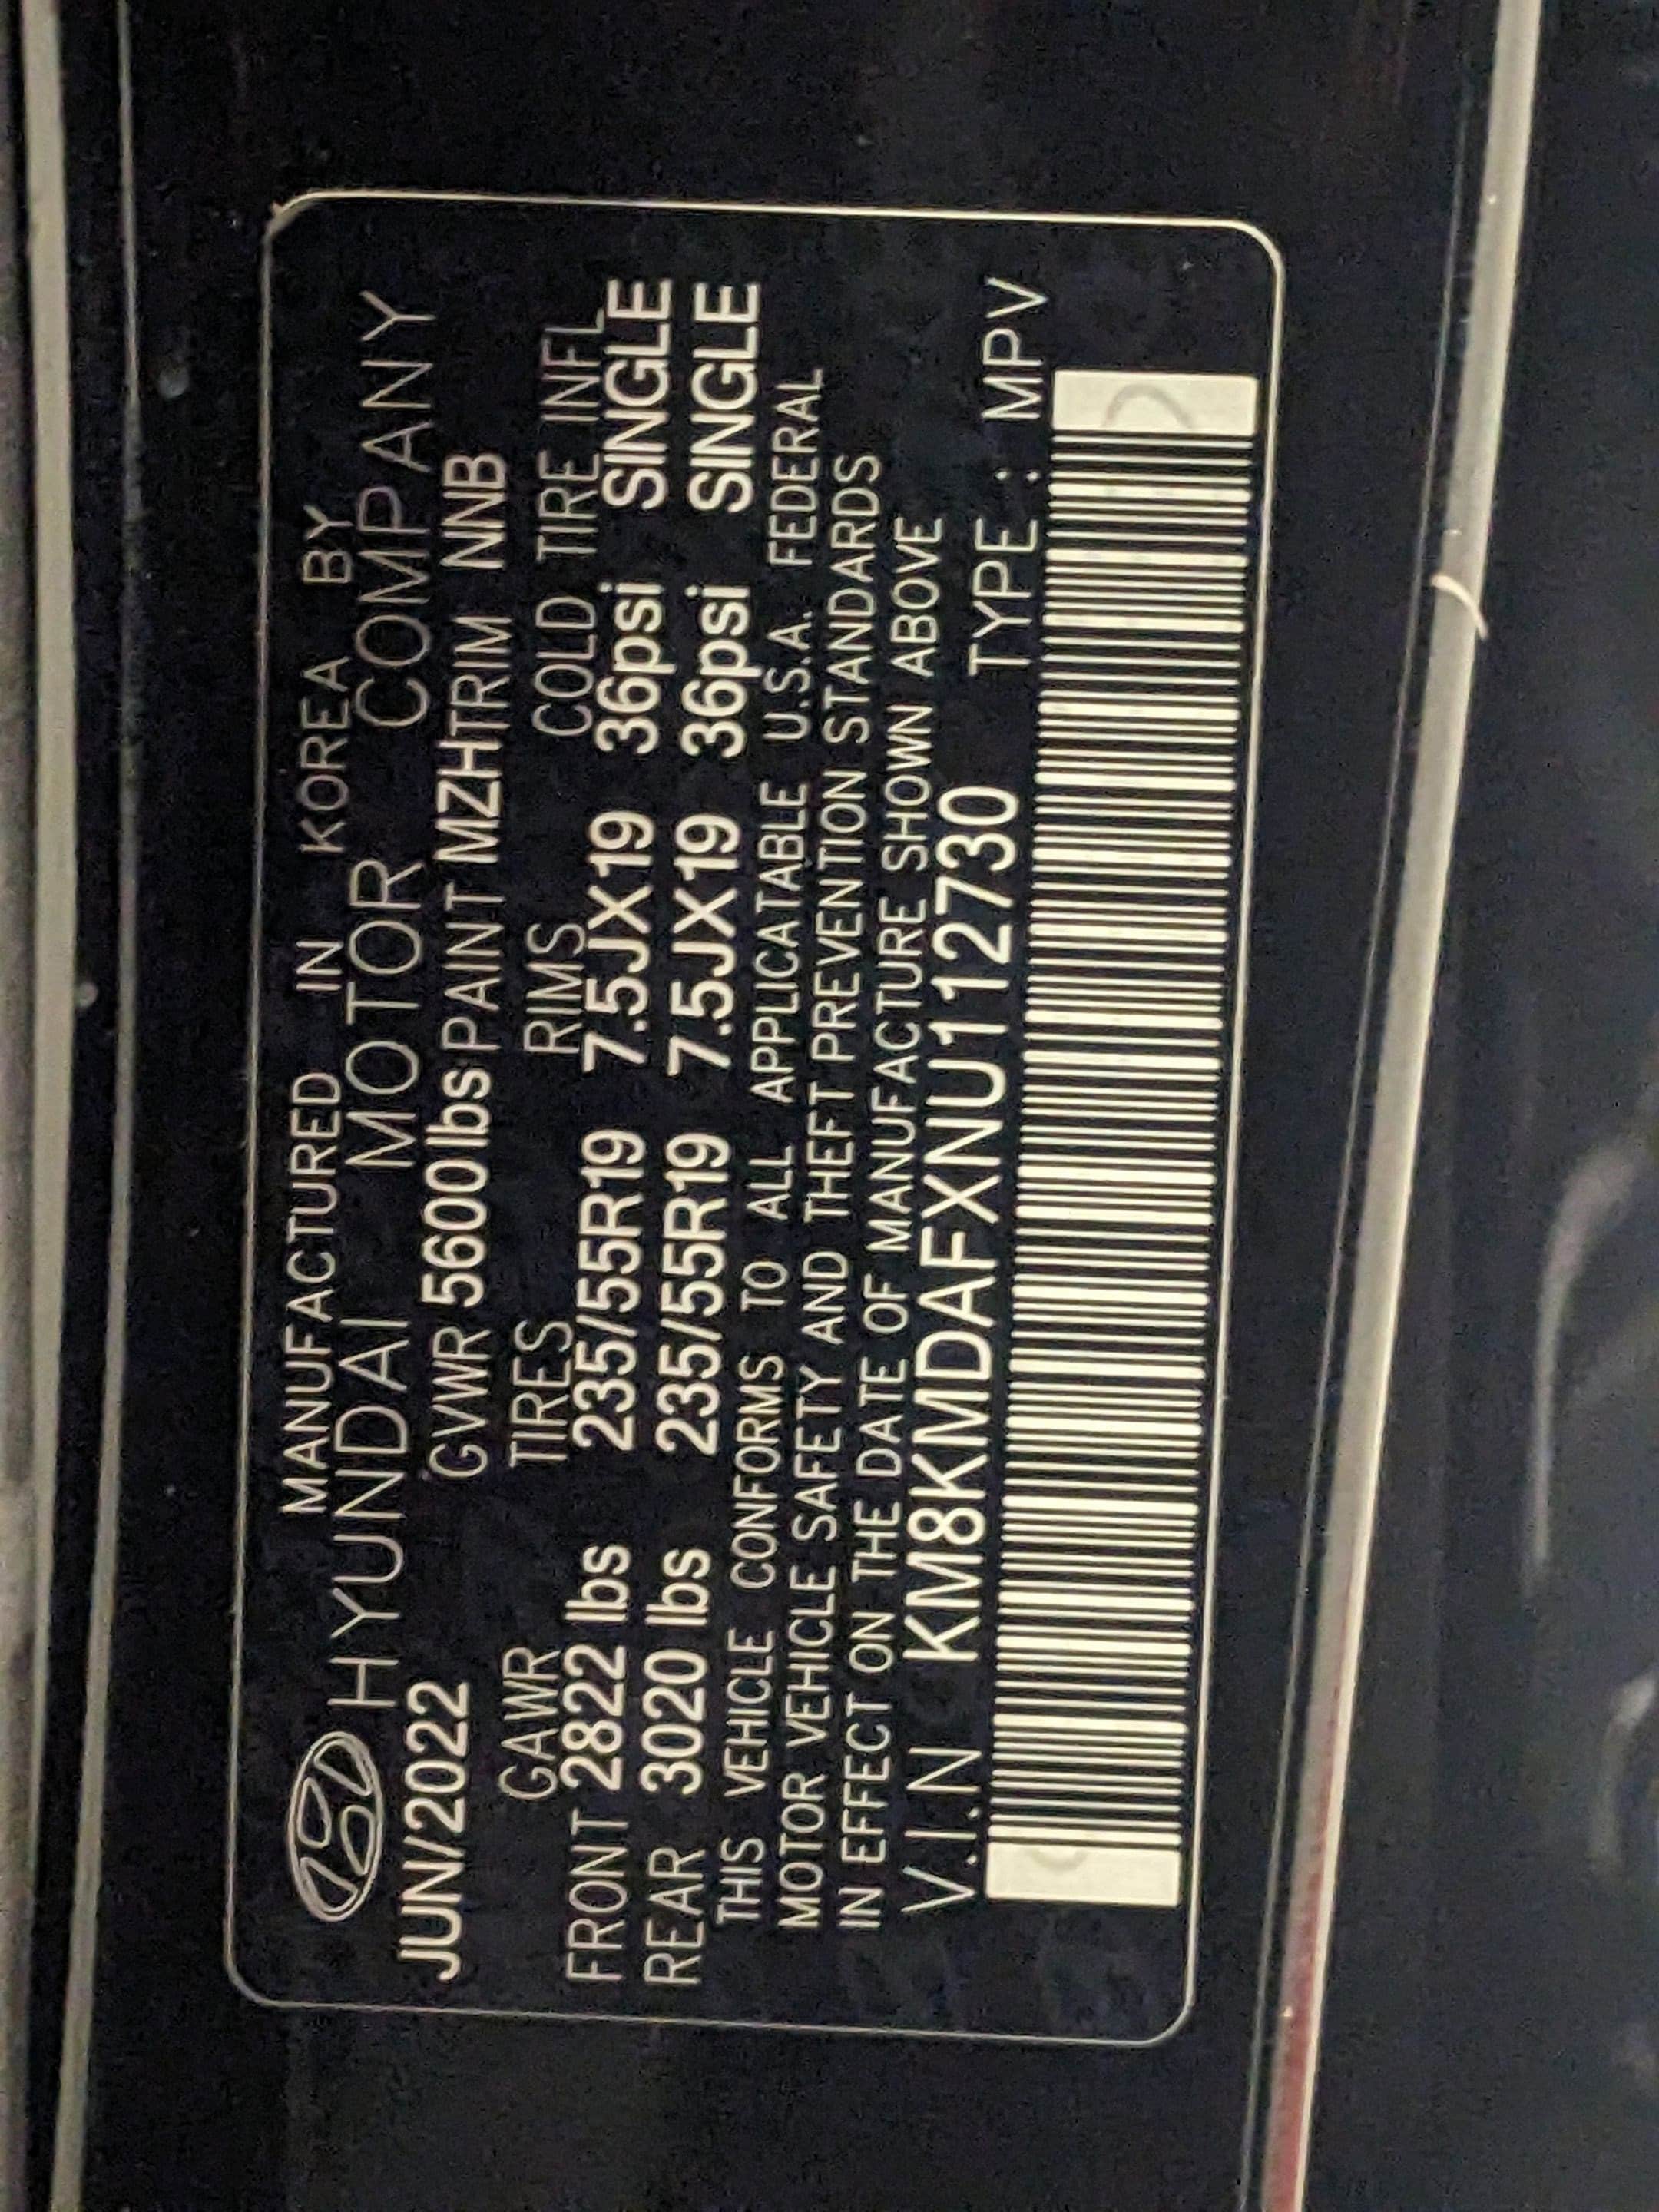 MANUFACTURED IN KOREA BY
HYUNDAI MOTOR COMPANY
JUN/2022 GVWR 5600lbs PAINT MZH TRIM NNB
GAWR TIRES RIMS COLD TIRE INFL
FRONT 2822 lbs 235/55R19 7.5JX19 36psi SINGLE
REAR 3020 lbs 235/55R19 7.5JX19 36psi SINGLE
THIS VEHICLE CONFORMS TO ALL APPLICATABLE U.S.A. FEDERAL
MOTOR VEHICLE SAFETY AND THEFT PREVENTION STANDARDS
IN EFFECT ON THE DATE OF MANUFACTURE SHOWN ABOVE
V.I.N KM8KMDAFXNU112730 TYPE : MPV